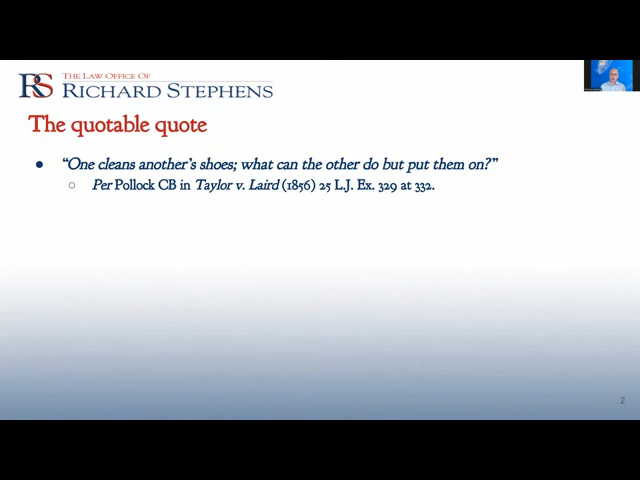 THE LAW OFFICE OF
RS RICHARD STEPHENS
The quotable quote
● “One cleans another’s shoes; what can the other do but put them on?”
○ Per Pollock CB in Taylor v. Laird (1856) 25 L.J. Ex. 329 at 332.
2